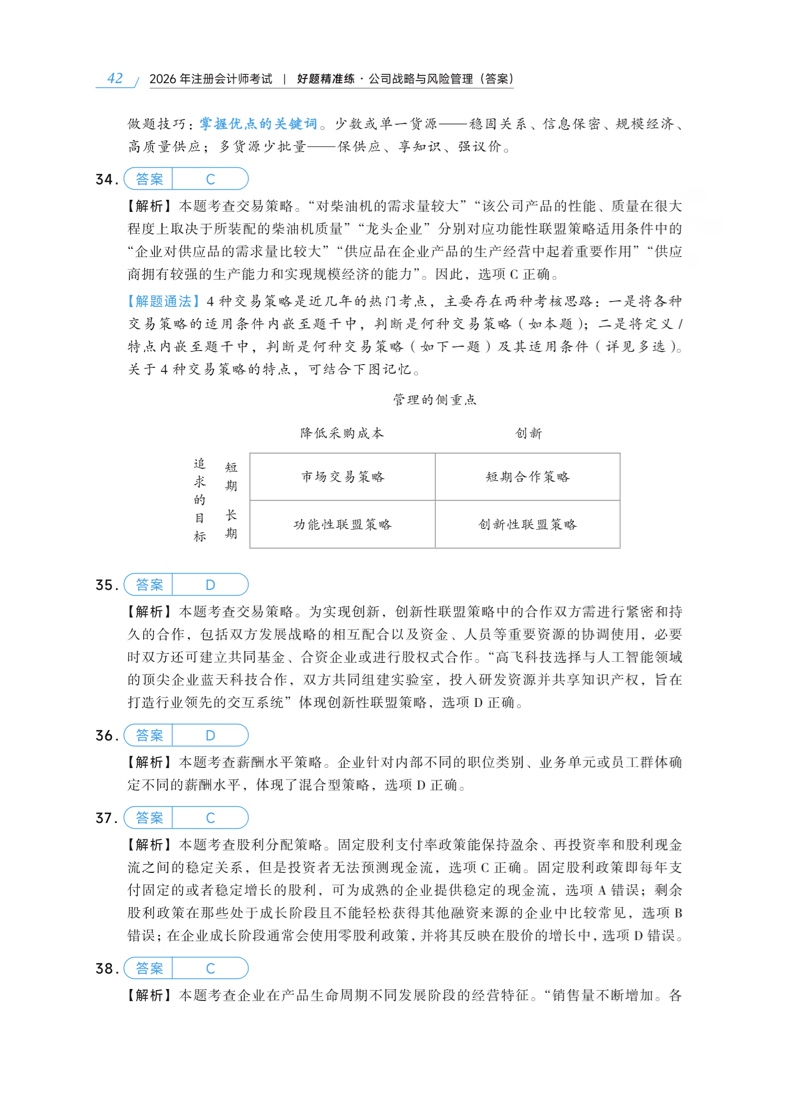 42 2026 年注册会计师考试 | 好题精准练·公司战略与风险管理（答案）
做题技巧：掌握优点的关键词。少数或单一货源——稳固关系、信息保密、规模经济、
高质量供应；多货源少批量——保供应、享知识、强议价。
34. 答案 C
【解析】本题考查交易策略。“对柴油机的需求量较大”“该公司产品的性能、质量在很大
程度上取决于所装配的柴油机质量”“龙头企业”分别对应功能性联盟策略适用条件中的
“企业对供应品的需求量比较大”“供应品在企业产品的生产经营中起着重要作用”“供应
商拥有较强的生产能力和实现规模经济的能力”。因此，选项 C 正确。
【解题通法】4 种交易策略是近几年的热门考点，主要存在两种考核思路：一是将各种
交易策略的适用条件内嵌至题干中，判断是何种交易策略（如本题）；二是将定义 /
特点内嵌至题干中，判断是何种交易策略（如下一题）及其适用条件（详见多选）。
关于 4 种交易策略的特点，可结合下图记忆。
管理的侧重点
降低采购成本 创新
追求的目标
短期 市场交易策略 短期合作策略
长期 功能性联盟策略 创新性联盟策略
35. 答案 D
【解析】本题考查交易策略。为实现创新，创新性联盟策略中的合作双方需进行紧密和持
久的合作，包括双方发展战略的相互配合以及资金、人员等重要资源的协调使用，必要
时双方还可建立共同基金、合资企业或进行股权式合作。“高飞科技选择与人工智能领域
的顶尖企业蓝天科技合作，双方共同组建实验室，投入研发资源并共享知识产权，旨在
打造行业领先的交互系统”体现创新性联盟策略，选项 D 正确。
36. 答案 D
【解析】本题考查薪酬水平策略。企业针对内部不同的职位类别、业务单元或员工群体确
定不同的薪酬水平，体现了混合型策略，选项 D 正确。
37. 答案 C
【解析】本题考查股利分配策略。固定股利支付率政策能保持盈余、再投资率和股利现金
流之间的稳定关系，但是投资者无法预测现金流，选项 C 正确。固定股利政策即每年支
付固定的或者稳定增长的股利，可为成熟的企业提供稳定的现金流，选项 A 错误；剩余
股利政策在那些处于成长阶段且不能轻松获得其他融资来源的企业中比较常见，选项 B
错误；在企业成长阶段通常会使用零股利政策，并将其反映在股价的增长中，选项 D 错误。
38. 答案 C
【解析】本题考查企业在产品生命周期不同发展阶段的经营特征。“销售量不断增加。各